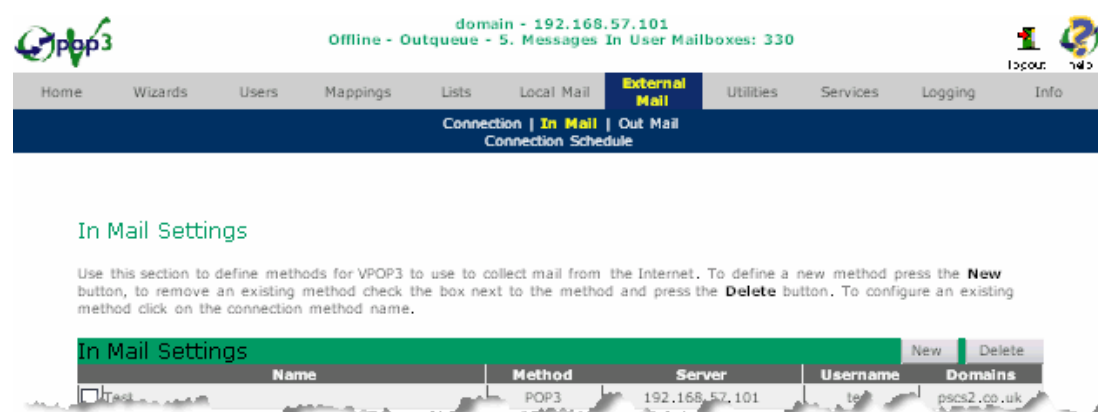 vpop3
domain - 192.168.57.101
Offline - Outqueue - 5. Messages In User Mailboxes: 330
logout help
Home Wizards Users Mappings Lists Local Mail External Mail Utilities Services Logging Info
Connection | In Mail | Out Mail
Connection Schedule
In Mail Settings
Use this section to define methods for VPOP3 to use to collect mail from the Internet. To define a new method press the New
button, to remove an existing method check the box next to the method and press the Delete button. To configure an existing
method click on the connection method name.
In Mail Settings New Delete
Name Method Server Username Domains
Test POP3 192.168.57.101 pscs2.co.uk